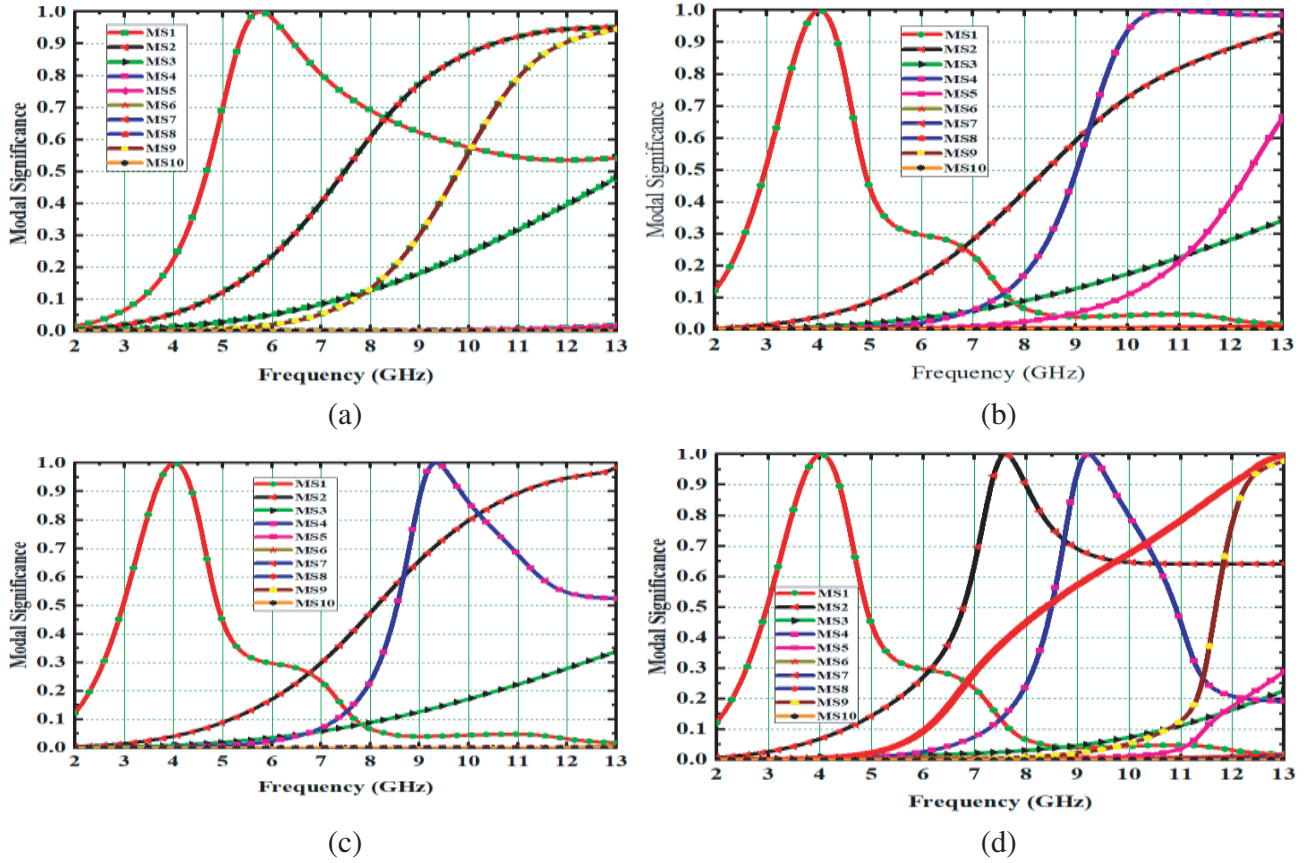 1.0
0.9
0.8
0.7
0.6
0.5
0.4
0.3
0.2
0.1
0.0
Modal Significance
MS1
MS2
MS3
MS4
MS5
MS6
MS7
MS8
MS9
MS10
2 3 4 5 6 7 8 9 10 11 12 13
Frequency (GHz)
(a)
1.0
0.9
0.8
0.7
0.6
0.5
0.4
0.3
0.2
0.1
0.0
Modal Significance
MS1
MS2
MS3
MS4
MS5
MS6
MS7
MS8
MS9
MS10
2 3 4 5 6 7 8 9 10 11 12 13
Frequency (GHz)
(b)
1.0
0.9
0.8
0.7
0.6
0.5
0.4
0.3
0.2
0.1
0.0
Modal Significance
MS1
MS2
MS3
MS4
MS5
MS6
MS7
MS8
MS9
MS10
2 3 4 5 6 7 8 9 10 11 12 13
Frequency (GHz)
(c)
1.0
0.9
0.8
0.7
0.6
0.5
0.4
0.3
0.2
0.1
0.0
Modal Significance
MS1
MS2
MS3
MS4
MS5
MS6
MS7
MS8
MS9
MS10
2 3 4 5 6 7 8 9 10 11 12 13
Frequency (GHz)
(d)